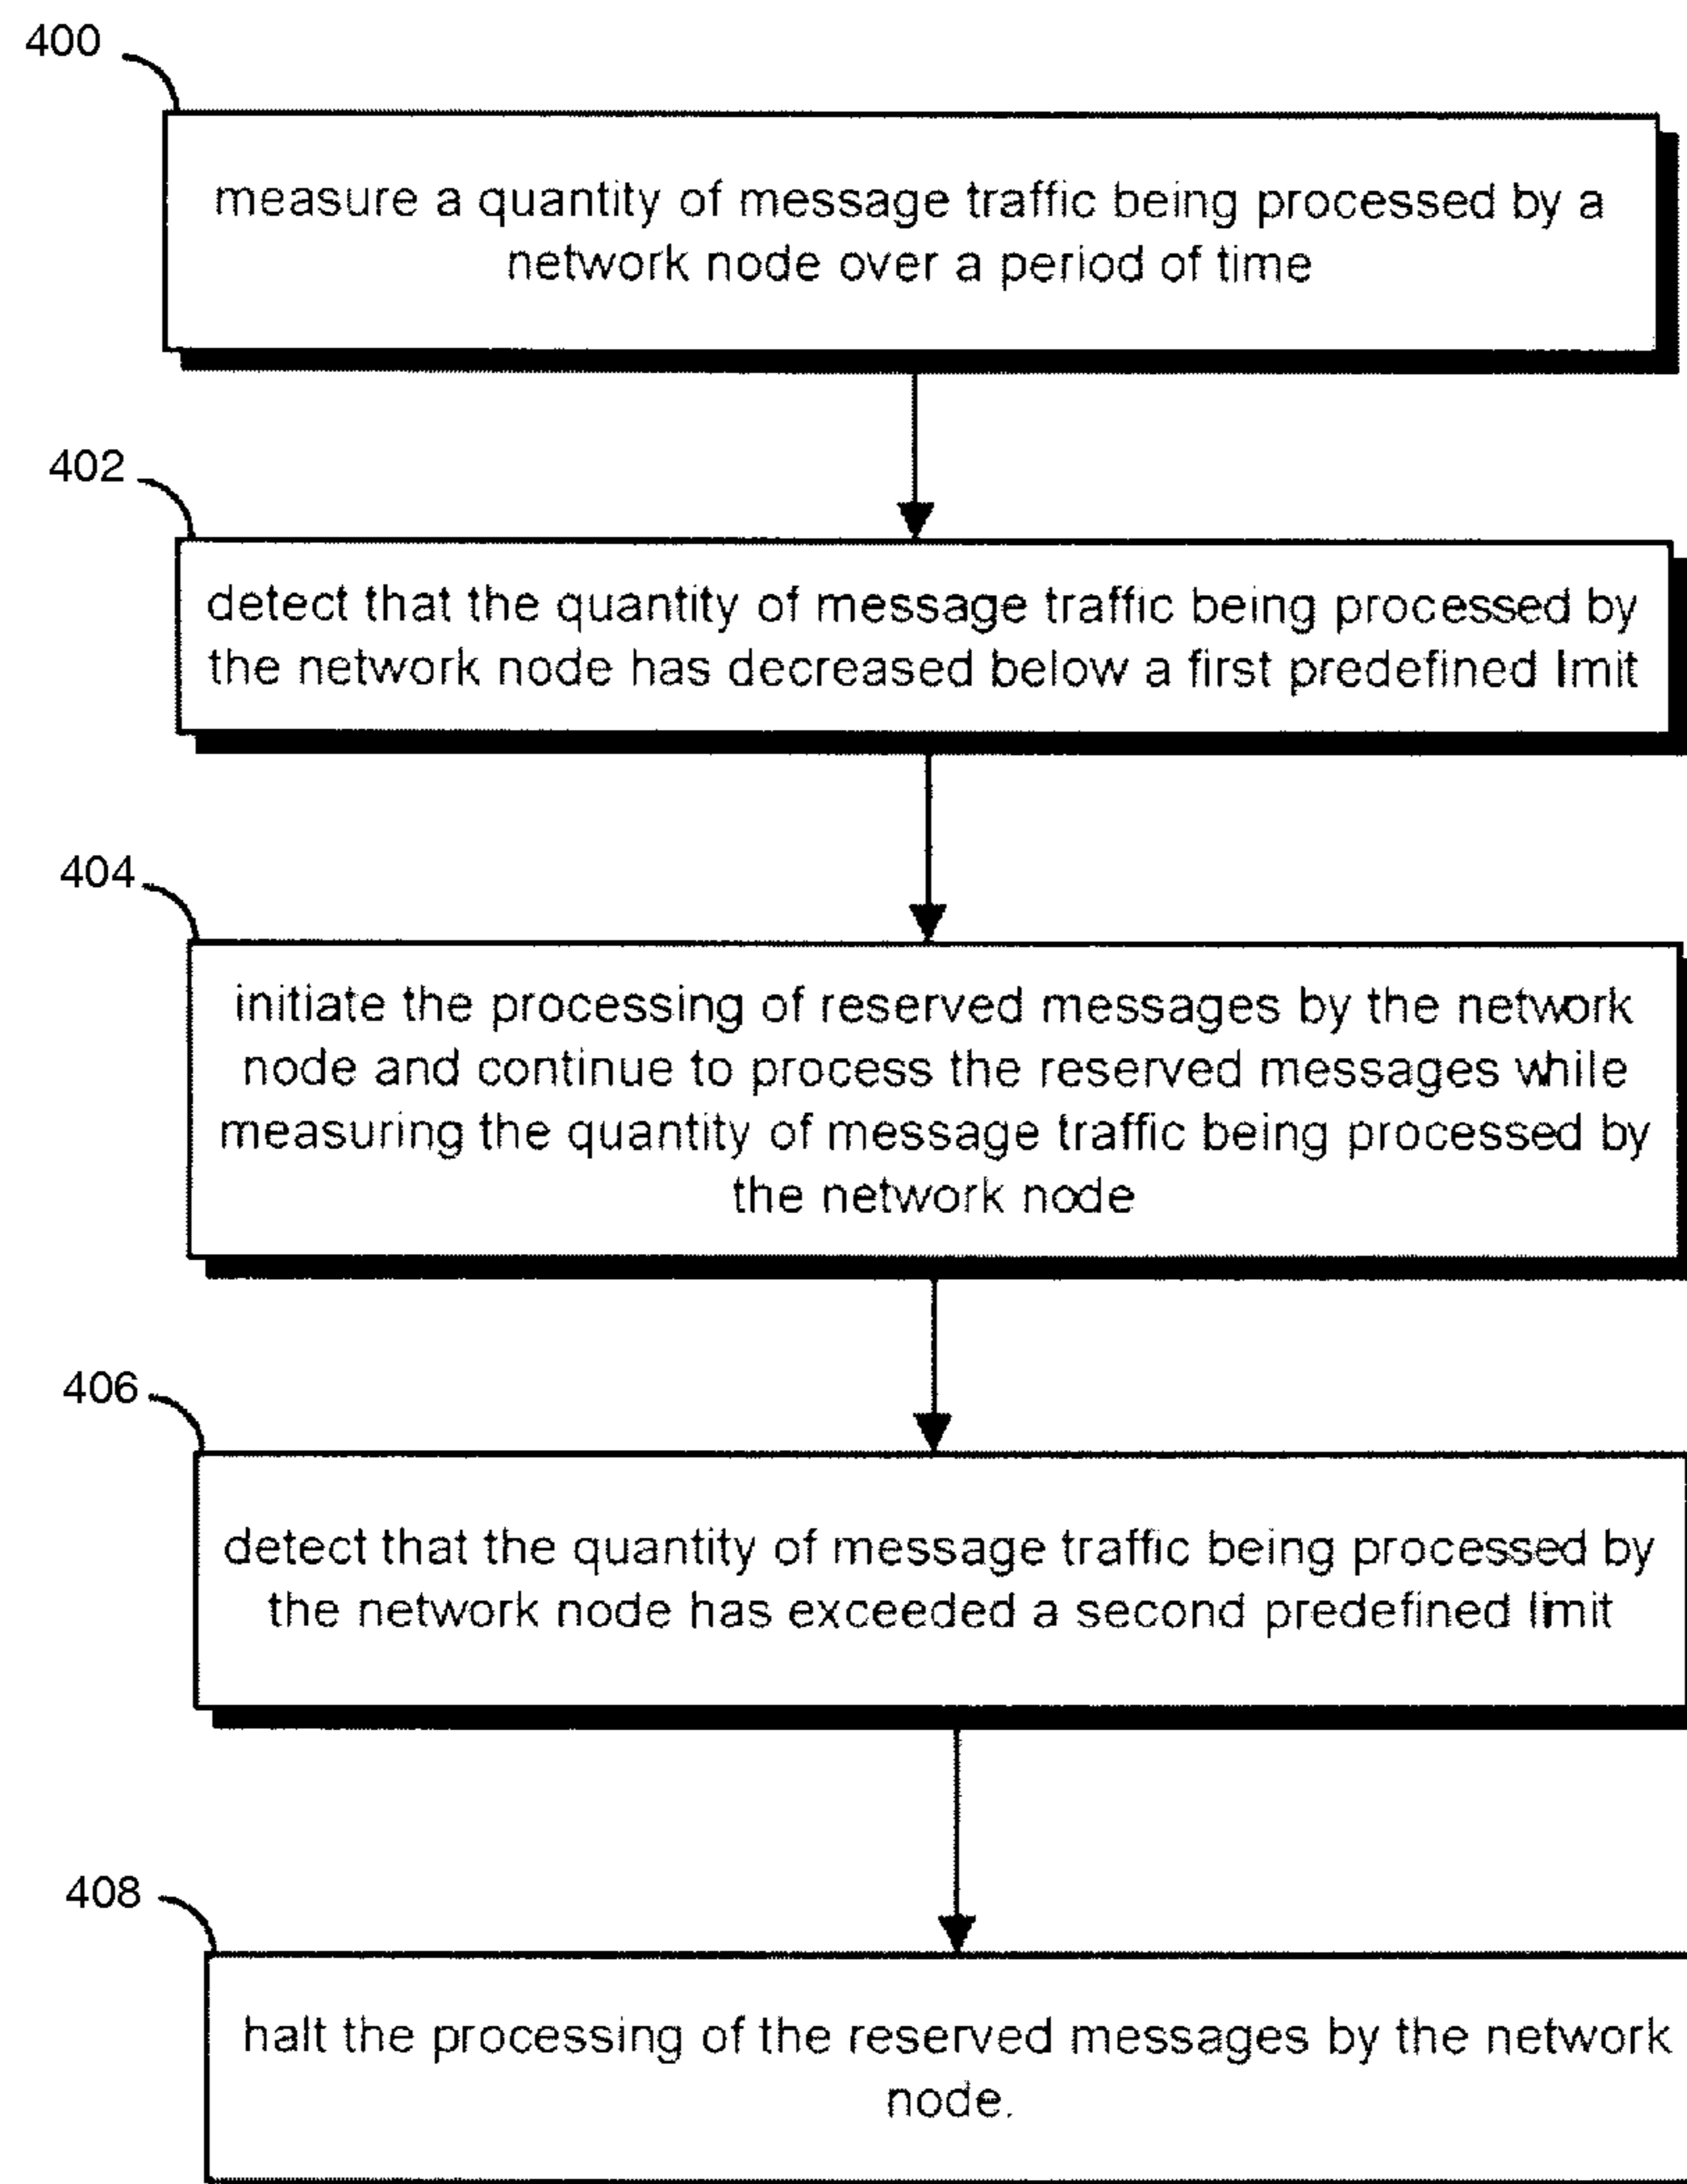 400
measure a quantity of message traffic being processed by a
network node over a period of time
402
detect that the quantity of message traffic being processed by
the network node has decreased below a first predefined limit
404
initiate the processing of reserved messages by the network
node and continue to process the reserved messages while
measuring the quantity of message traffic being processed by
the network node
406
detect that the quantity of message traffic being processed by
the network node has exceeded a second predefined limit
408
halt the processing of the reserved messages by the network
node.